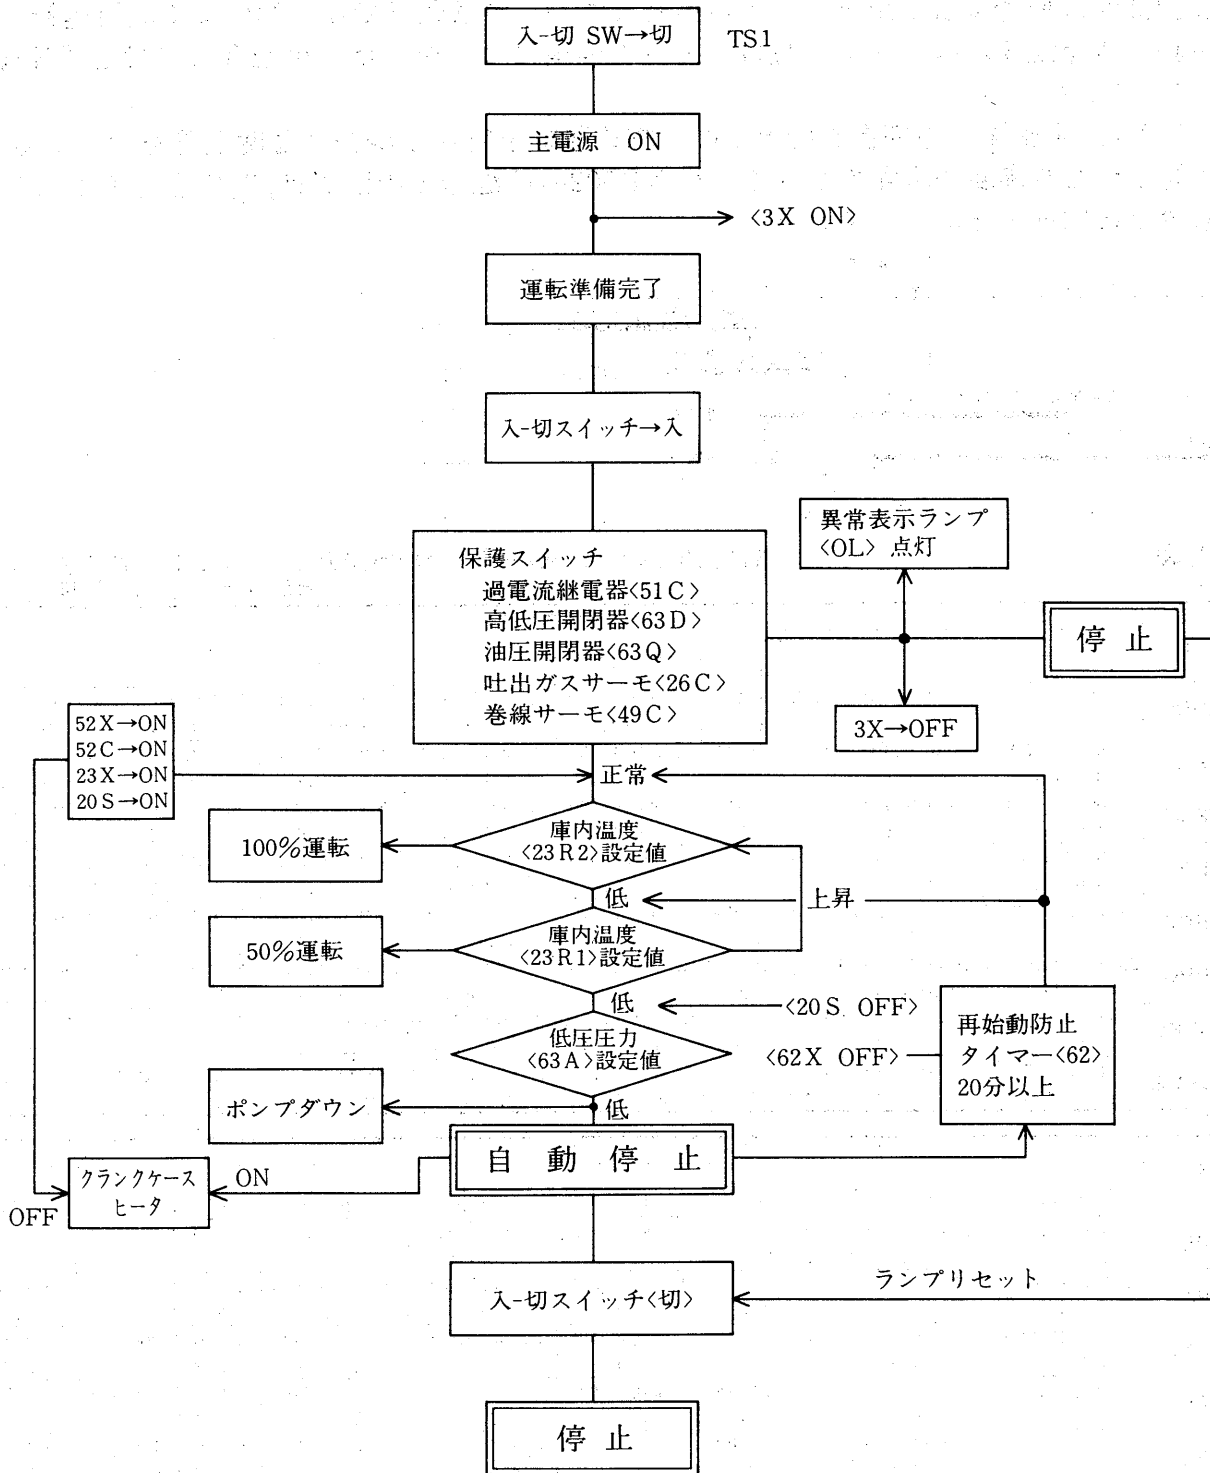 入-切 SW→切
TS1
主電源 ON
<3X ON>
運転準備完了
入-切スイッチ→入
保護スイッチ
過電流継電器<51C>
高低圧開閉器<63D>
油圧開閉器<63Q>
吐出ガスサーモ<26C>
巻線サーモ<49C>
異常表示ランプ
<OL> 点灯
停 止
3X→OFF
52X→ON
52C→ON
23X→ON
20S→ON
正常
100%運転
庫内温度
<23R2>設定値
低
上昇
50%運転
庫内温度
<23R1>設定値
低
<20S OFF>
低圧圧力
<63A>設定値
<62X OFF>
再始動防止
タイマー<62>
20分以上
ポンプダウン
低
自 動 停 止
クランクケース
ヒータ
ON
OFF
入-切スイッチ<切>
ランプリセット
停 止